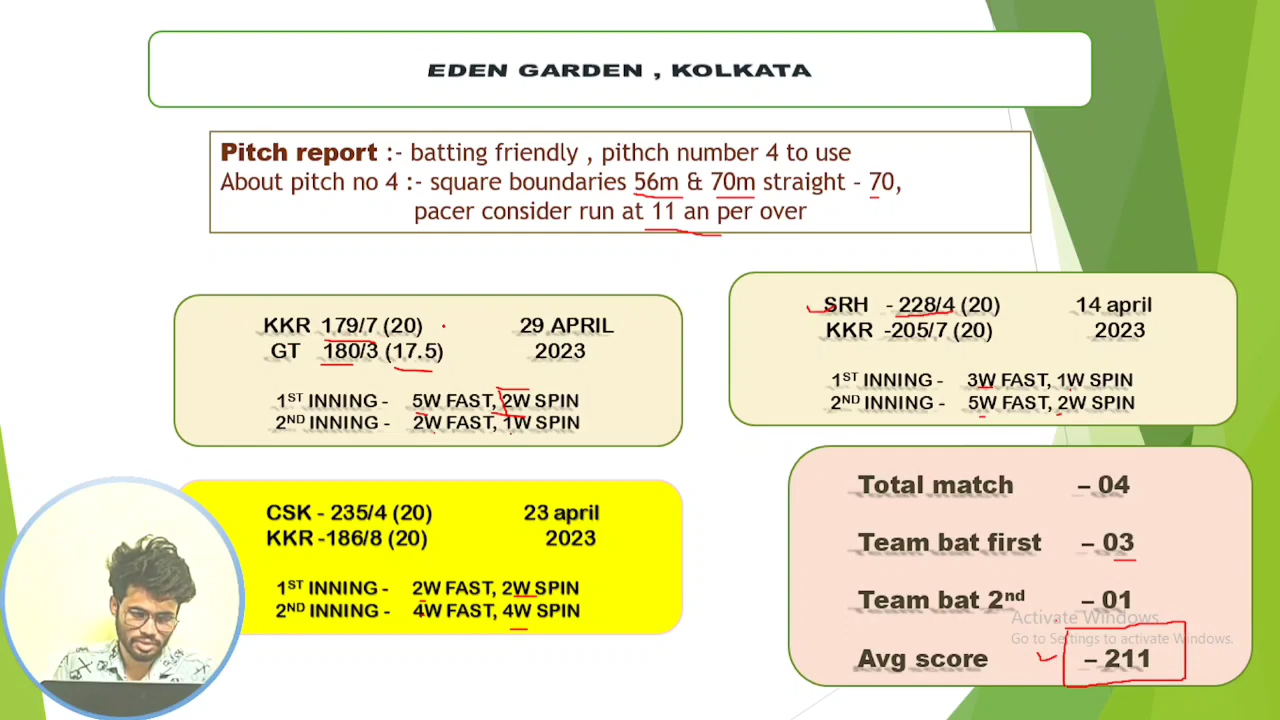 EDEN GARDEN , KOLKATA
Pitch report :- batting friendly , pithch number 4 to use
About pitch no 4 :- square boundaries 56m & 70m straight - 70,
pacer consider run at 11 an per over
KKR 179/7 (20) 29 APRIL
GT 180/3 (17.5) 2023
1ST INNING - 5W FAST, 2W SPIN
2ND INNING - 2W FAST, 1W SPIN
SRH - 228/4 (20) 14 april
KKR -205/7 (20) 2023
1ST INNING - 3W FAST, 1W SPIN
2ND INNING - 5W FAST, 2W SPIN
CSK - 235/4 (20) 23 april
KKR -186/8 (20) 2023
1ST INNING - 2W FAST, 2W SPIN
2ND INNING - 4W FAST, 4W SPIN
Total match – 04
Team bat first – 03
Team bat 2nd – 01
Avg score – 211
Activate Windows
Go to Settings to activate Windows.